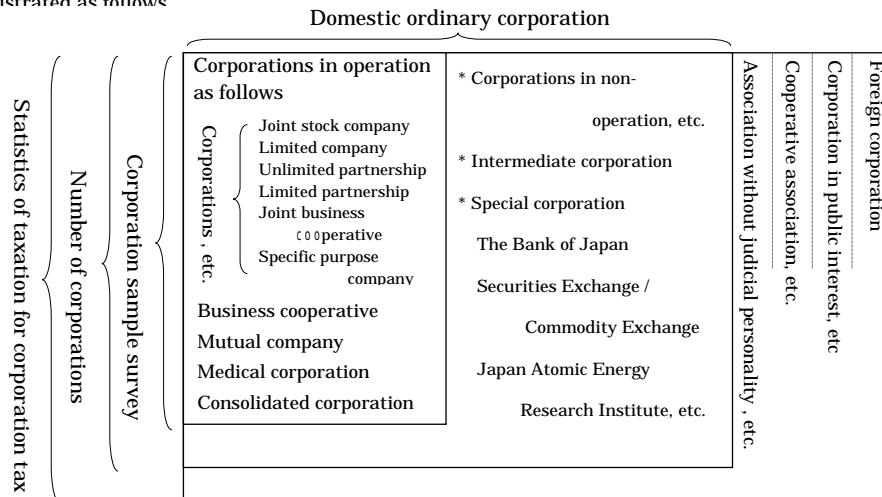 ustrated as follows
Domestic ordinary corporation
Corporations in operation
as follows
Corporations , etc.
Joint stock company
Limited company
Unlimited partnership
Limited partnership
Joint business
cooperative
Specific purpose
company
Business cooperative
Mutual company
Medical corporation
Consolidated corporation
* Corporations in non-
operation, etc.
* Intermediate corporation
* Special corporation
The Bank of Japan
Securities Exchange /
Commodity Exchange
Japan Atomic Energy
Research Institute, etc.
Association without judicial personality , etc.
Cooperative association, etc.
Corporation in public interest, etc
Foreign corporation
Corporation sample survey
Number of corporations
Statistics of taxation for corporation tax